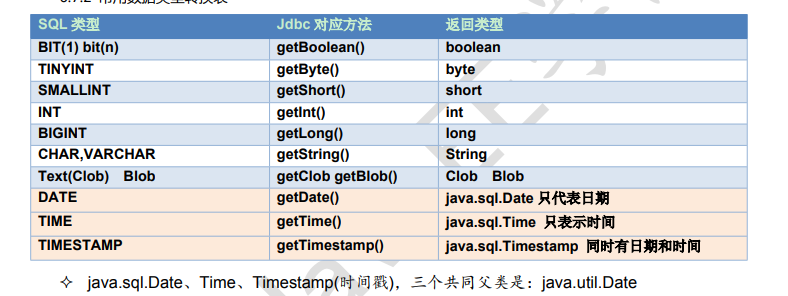 SQL 类型 Jdbc 对应方法 返回类型
BIT(1) bit(n) getBoolean() boolean
TINYINT getByte() byte
SMALLINT getShort() short
INT getInt() int
BIGINT getLong() long
CHAR,VARCHAR getString() String
Text(Clob) Blob getClob getBlob() Clob Blob
DATE getDate() java.sql.Date 只代表日期
TIME getTime() java.sql.Time 只表示时间
TIMESTAMP getTimestamp() java.sql.Timestamp 同时有日期和时间
✧ java.sql.Date、Time、Timestamp(时间戳)，三个共同父类是：java.util.Date